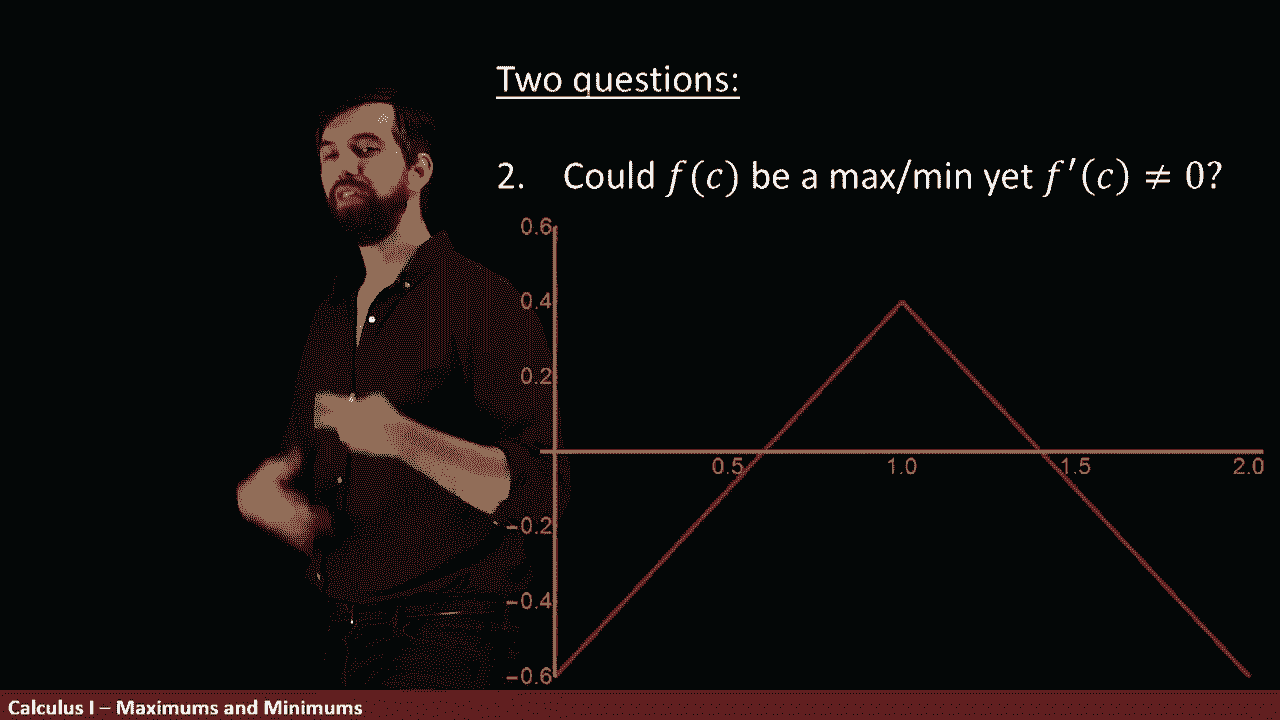 Two questions:
2. Could f(c) be a max/min yet f′(c) ≠ 0?
0.6
0.4
0.2
0.5 1.0 1.5 2.0
−0.2
−0.4
−0.6
Calculus I – Maximums and Minimums